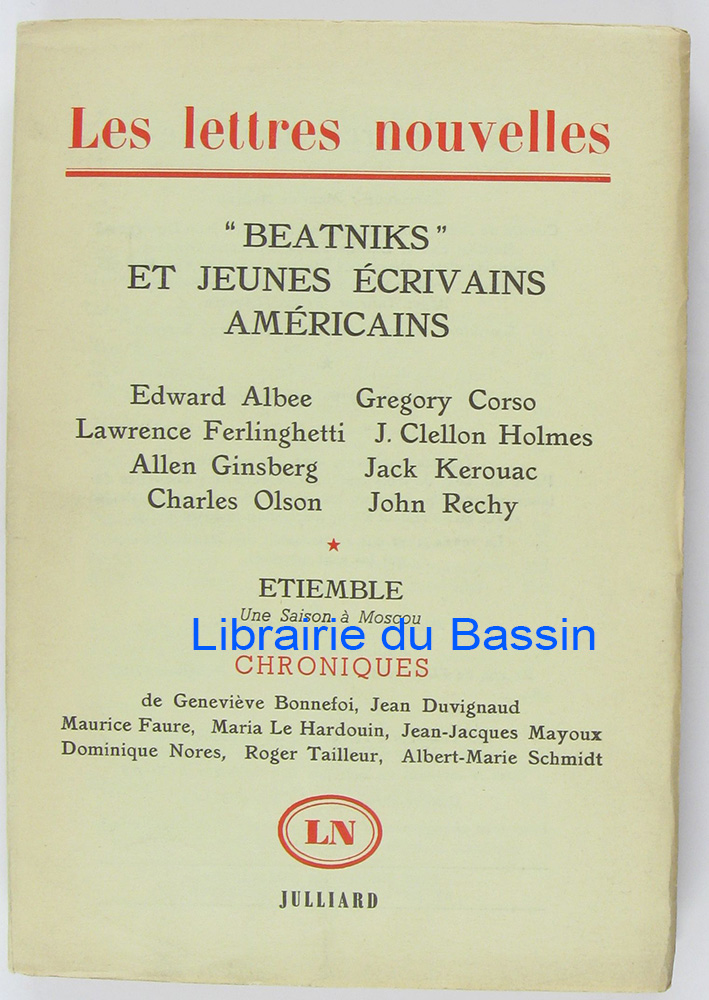 Les lettres nouvelles
“BEATNIKS”
ET JEUNES ÉCRIVAINS
AMÉRICAINS
Edward Albee Gregory Corso
Lawrence Ferlinghetti J. Clellon Holmes
Allen Ginsberg Jack Kerouac
Charles Olson John Rechy
ETIEMBLE
Une Saison à Moscou
Librairie du Bassin
CHRONIQUES
de Geneviève Bonnefoi, Jean Duvignaud
Maurice Faure, Maria Le Hardouin, Jean-Jacques Mayoux
Dominique Nores, Roger Tailleur, Albert-Marie Schmidt
LN
JULLIARD